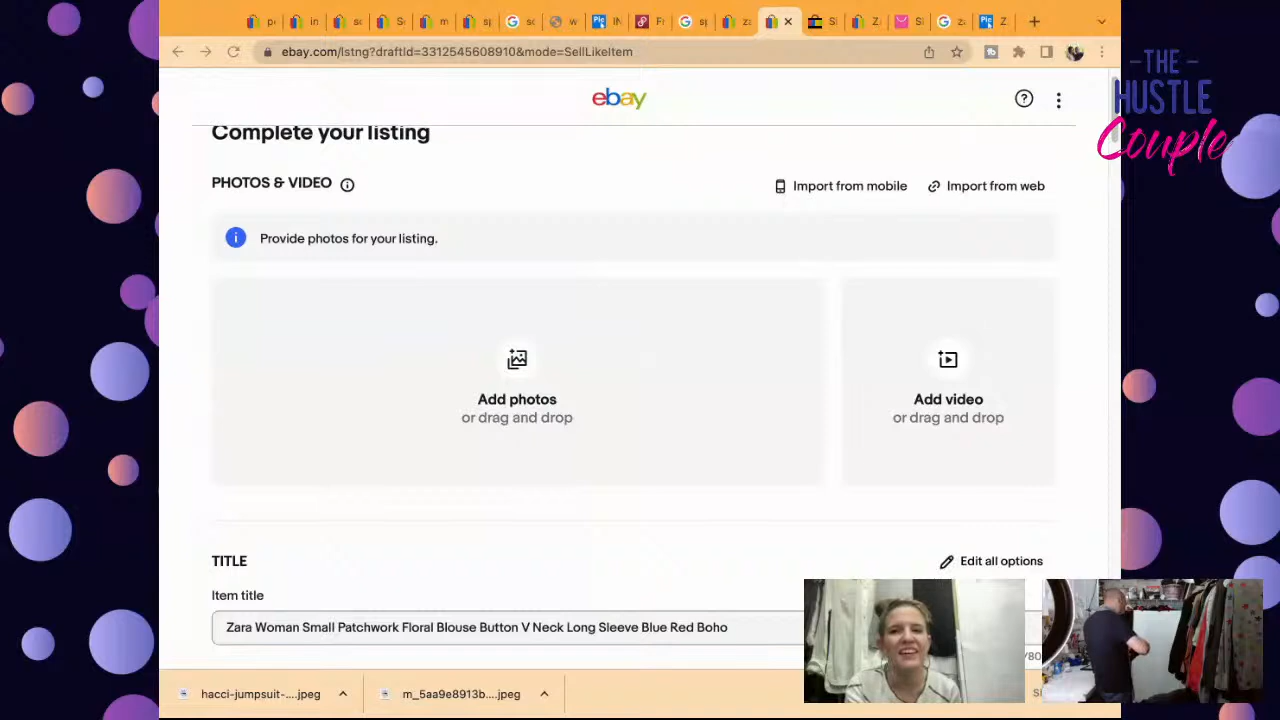 ebay.com/lstng?draftId=3312545608910&mode=SellLikeItem
THE
HUSTLE
Couple
ebay
Complete your listing
PHOTOS & VIDEO
Import from mobile
Import from web
Provide photos for your listing.
Add photos
or drag and drop
Add video
or drag and drop
TITLE
Edit all options
Item title
Zara Woman Small Patchwork Floral Blouse Button V Neck Long Sleeve Blue Red Boho
/80
hacci-jumpsuit-....jpeg
m_5aa9e8913b....jpeg